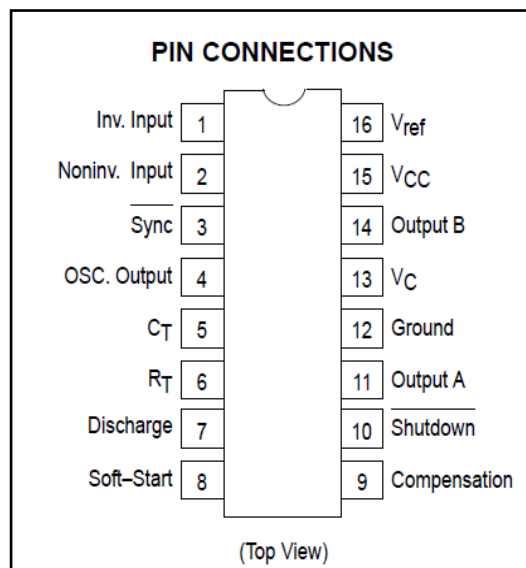 PIN CONNECTIONS
Inv. Input 1 16 Vref
Noninv. Input 2 15 VCC
Sync 3 14 Output B
OSC. Output 4 13 VC
CT 5 12 Ground
RT 6 11 Output A
Discharge 7 10 Shutdown
Soft–Start 8 9 Compensation
(Top View)